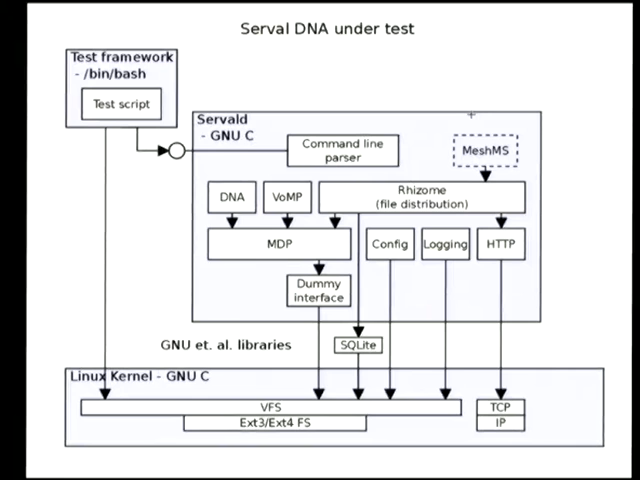 Serval DNA under test
Test framework
- /bin/bash
Test script
Servald
- GNU C
Command line
parser
MeshMS
DNA
VoMP
Rhizome
(file distribution)
MDP
Config
Logging
HTTP
Dummy
interface
GNU et. al. libraries
SQLite
Linux Kernel - GNU C
VFS
TCP
Ext3/Ext4 FS
IP